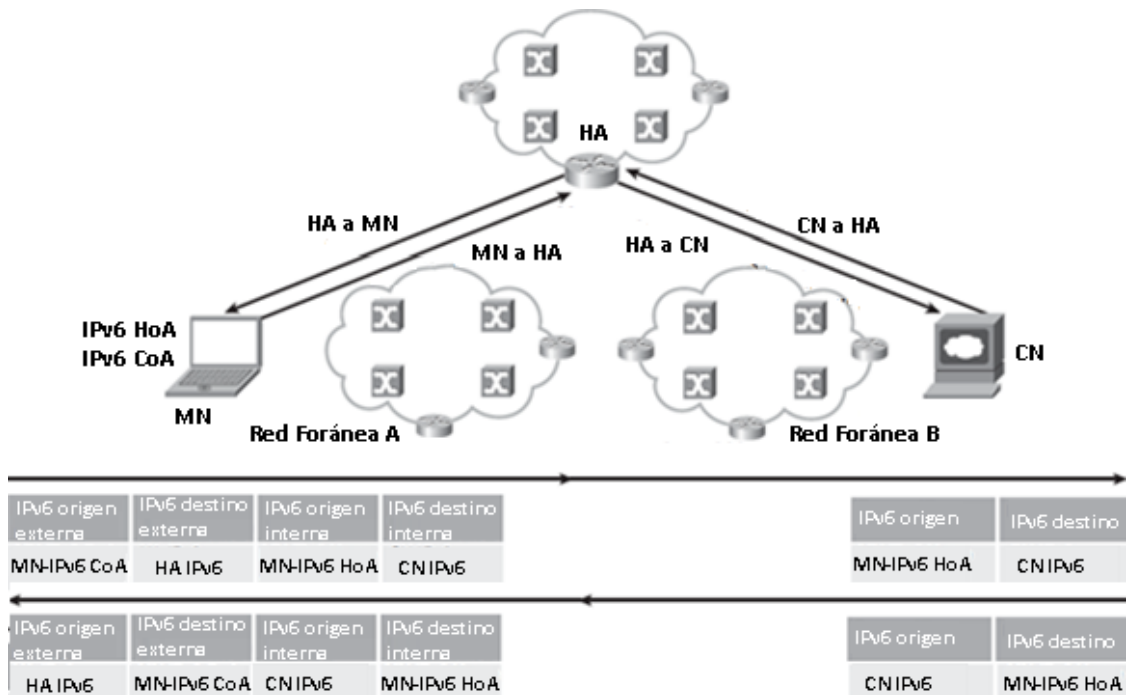 HA
HA a MN
MN a HA
HA a CN
CN a HA
IPv6 HoA
IPv6 CoA
MN
CN
Red Foránea A
Red Foránea B
IPv6 origen externa
IPv6 destino externa
IPv6 origen interna
IPv6 destino interna
IPv6 origen
IPv6 destino
MN-IPv6 CoA
HA IPv6
MN-IPv6 HoA
CN IPv6
MN-IPv6 HoA
CN IPv6
IPv6 origen externa
IPv6 destino externa
IPv6 origen interna
IPv6 destino interna
IPv6 origen
IPv6 destino
HA IPv6
MN-IPv6 CoA
CN IPv6
MN-IPv6 HoA
CN IPv6
MN-IPv6 HoA